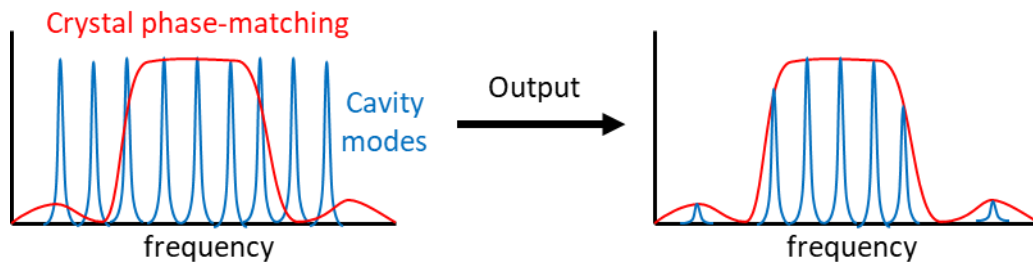 Crystal phase-matching
Cavity
modes
frequency
Output
frequency